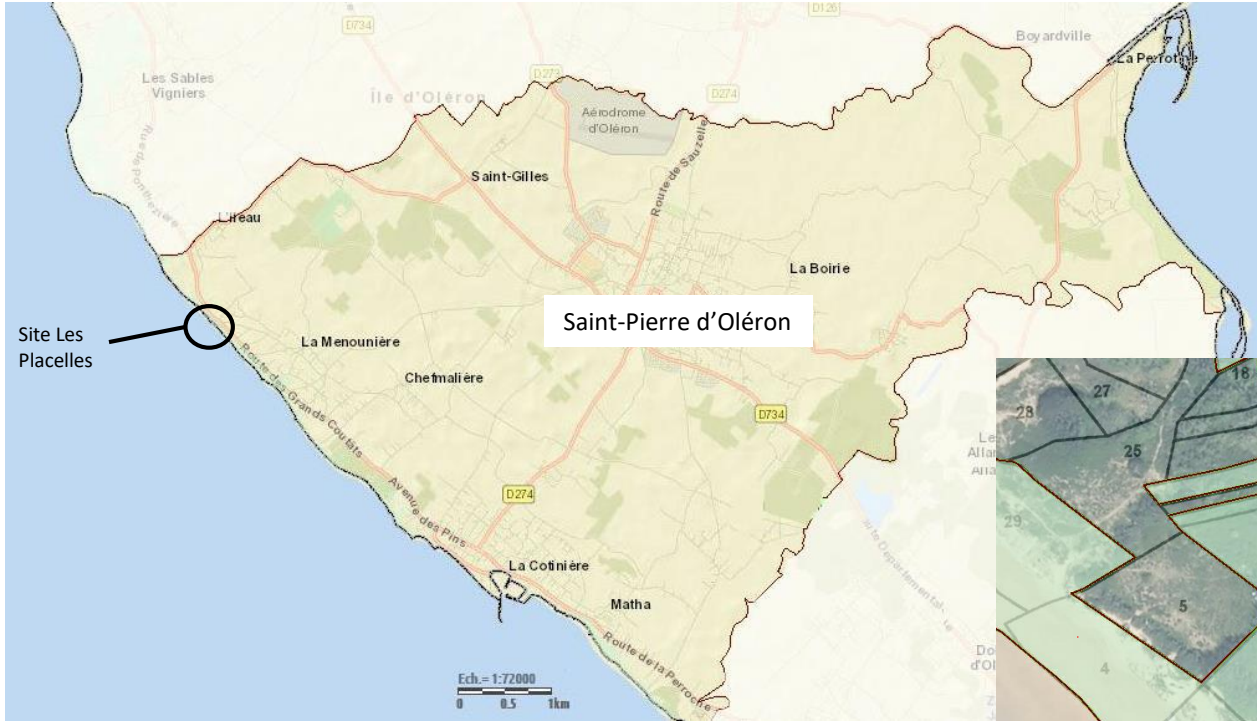 D734
D126
Boyardville
La Perrotine
Les Sables
Vigniers
D273
Île d'Oléron
D274
Aérodrome
d'Oléron
Route de Sauzelle
Saint-Gilles
L'ileau
La Boirie
Saint-Pierre d'Oléron
Site Les
Placelles
La Menounière
Chefmalière
Route des Grands Coutats
D734
D274
Avenue des Pins
La Cotinière
Matha
Route de la Perroche
Ech.= 1:72000
0 0.5 1km
18
27
28
25
29
5
4